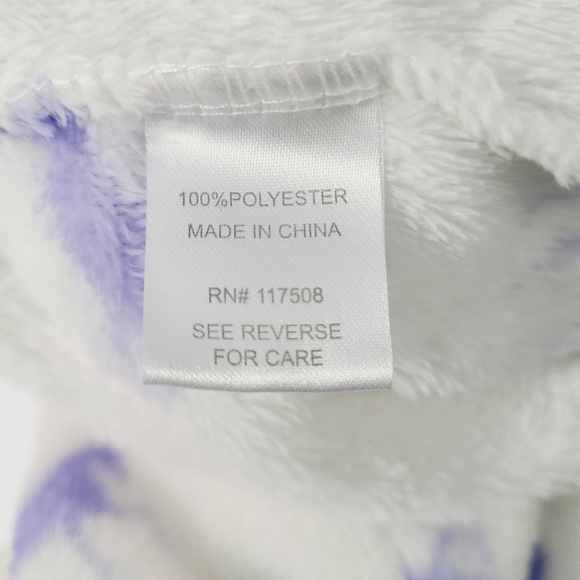 100%POLYESTER
MADE IN CHINA
RN# 117508
SEE REVERSE
FOR CARE